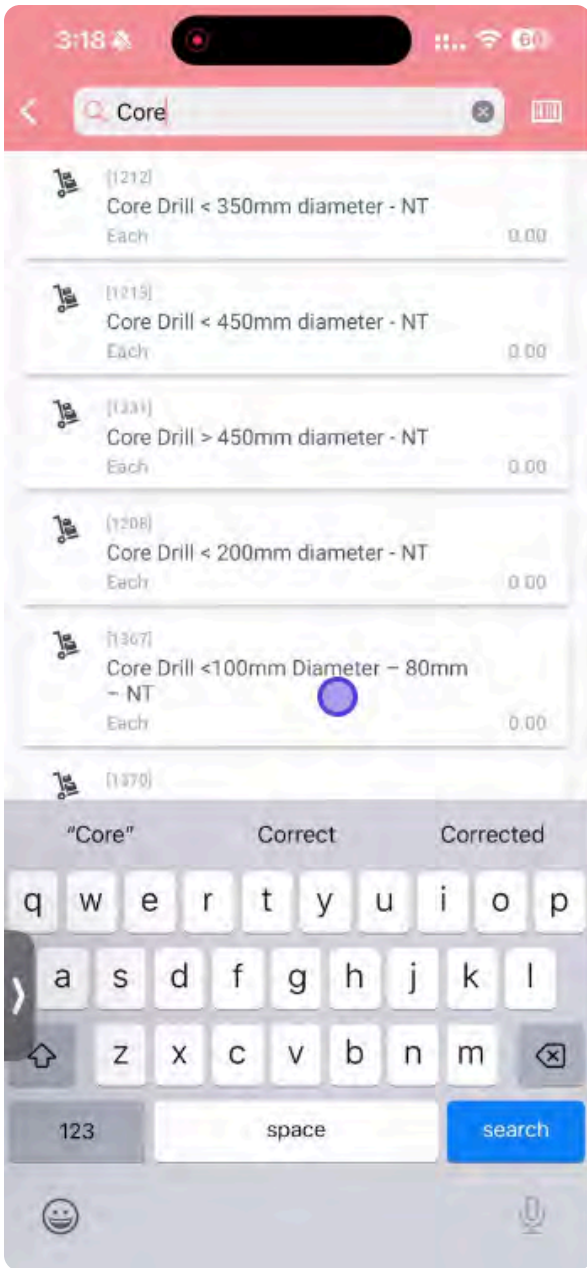 3:18
60
Core
[1212]
Core Drill < 350mm diameter - NT
Each 0.00
[1213]
Core Drill < 450mm diameter - NT
Each 0.00
[1331]
Core Drill > 450mm diameter - NT
Each 0.00
[1208]
Core Drill < 200mm diameter - NT
Each 0.00
[1367]
Core Drill <100mm Diameter – 80mm
– NT
Each 0.00
[1370]
"Core" Correct Corrected
q w e r t y u i o p
a s d f g h j k l
z x c v b n m
123 space search